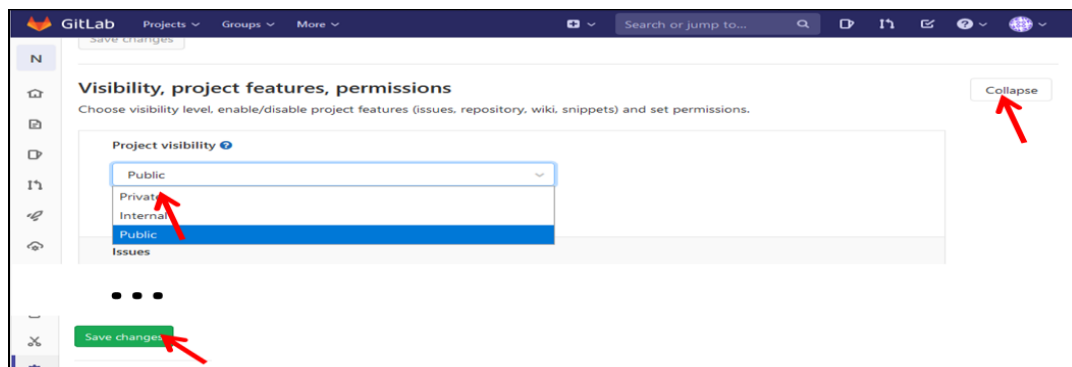 GitLab Projects Groups More Search or jump to...
Save changes
N
Visibility, project features, permissions
Collapse
Choose visibility level, enable/disable project features (issues, repository, wiki, snippets) and set permissions.
Project visibility
Public
Private
Internal
Public
Issues
...
Save changes